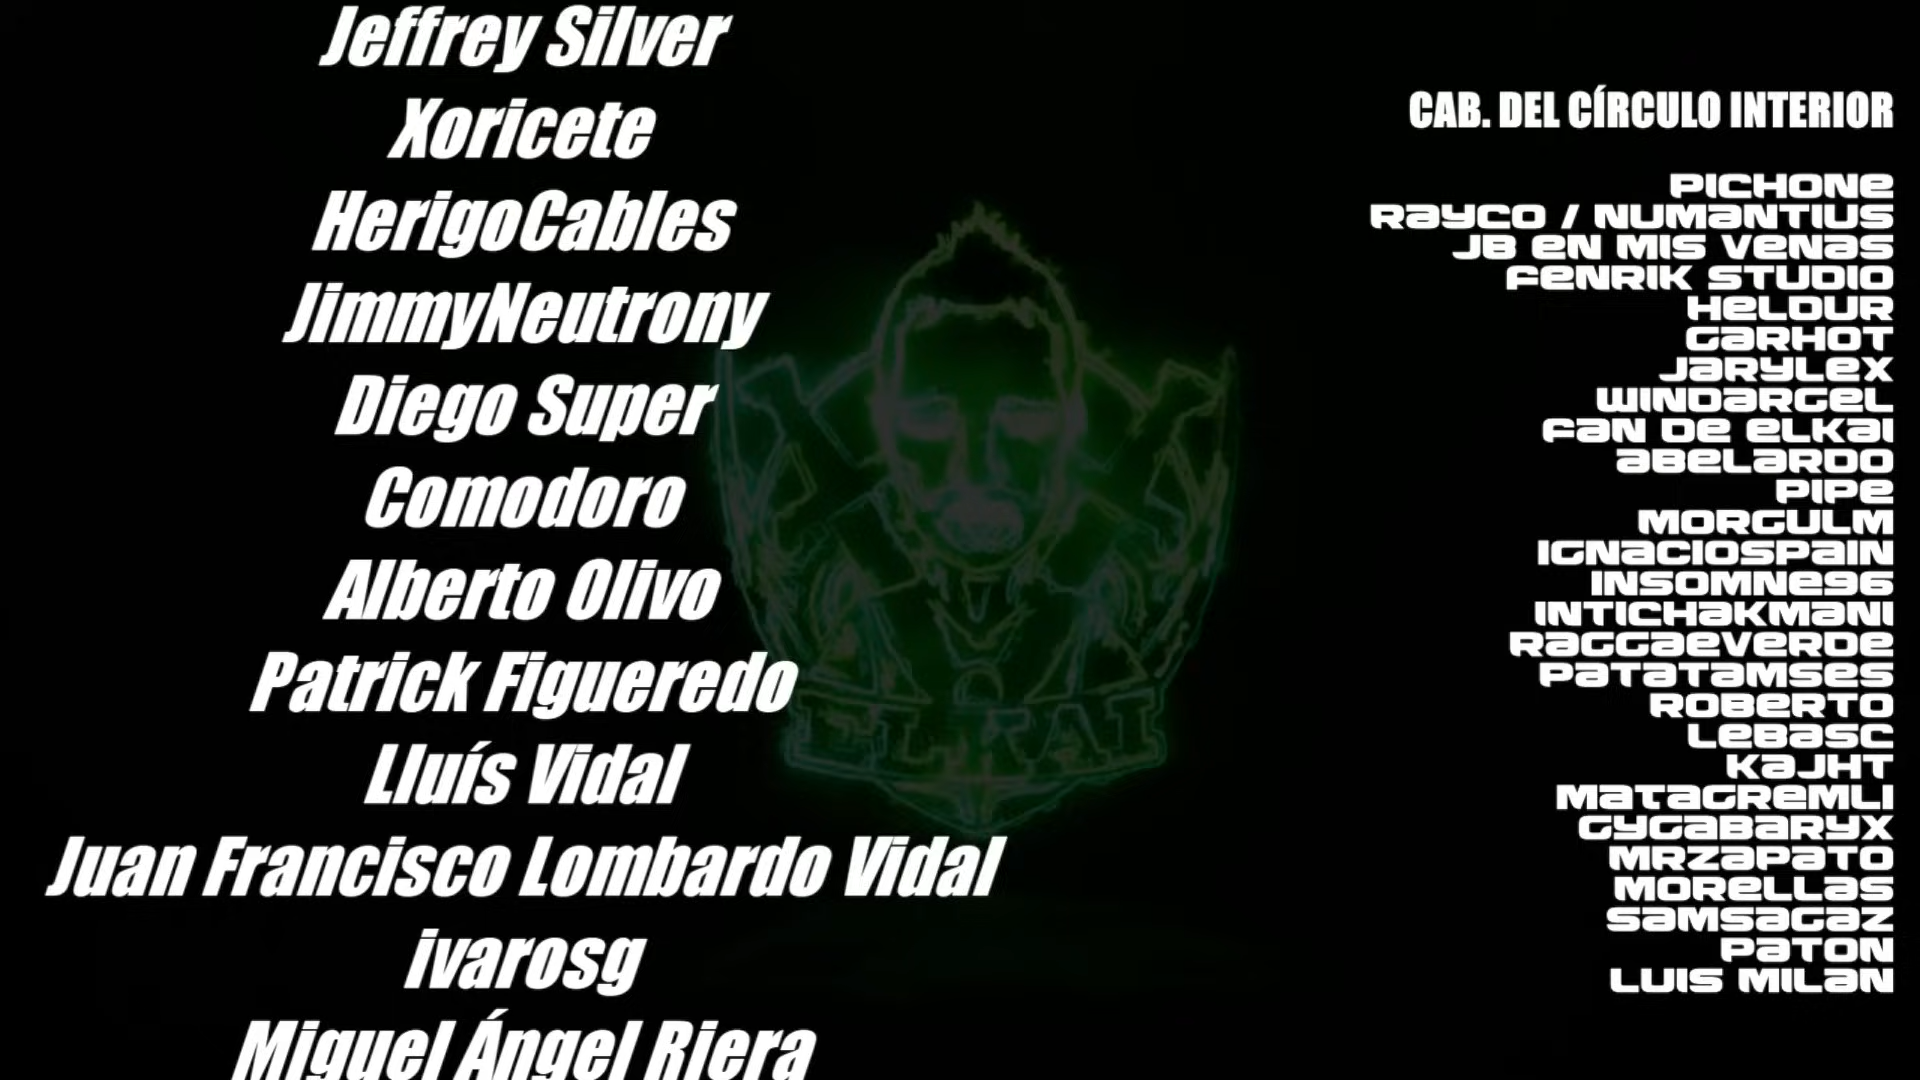 Jeffrey Silver
Xoricete
HerigoCables
JimmyNeutrony
Diego Super
Comodoro
Alberto Olivo
Patrick Figueredo
Lluís Vidal
Juan Francisco Lombardo Vidal
ivarosg
Miguel Ángel Riera
CAB. DEL CÍRCULO INTERIOR
PICHONe
RaYCO / NUMaNTIUS
JB eN MIS VeNaS
FeNRIK STUDIO
HeLOUR
GaRHOT
JaRYLeX
WINDaRGeL
FaN De eLKaI
aBeLaRDO
PIPe
MORGULM
IGNaCIOSPaIN
INSOMNe96
INTICHaKMaNI
RaGGaeVeRDe
PaTaTaMSeS
ROBeRTO
LeBaSC
KaJHT
MaTaGReMLI
GYGaBaRYX
MRZaPaTO
MOReLLaS
SaMSaGaZ
PaTON
LUIS MILaN
EL KAI